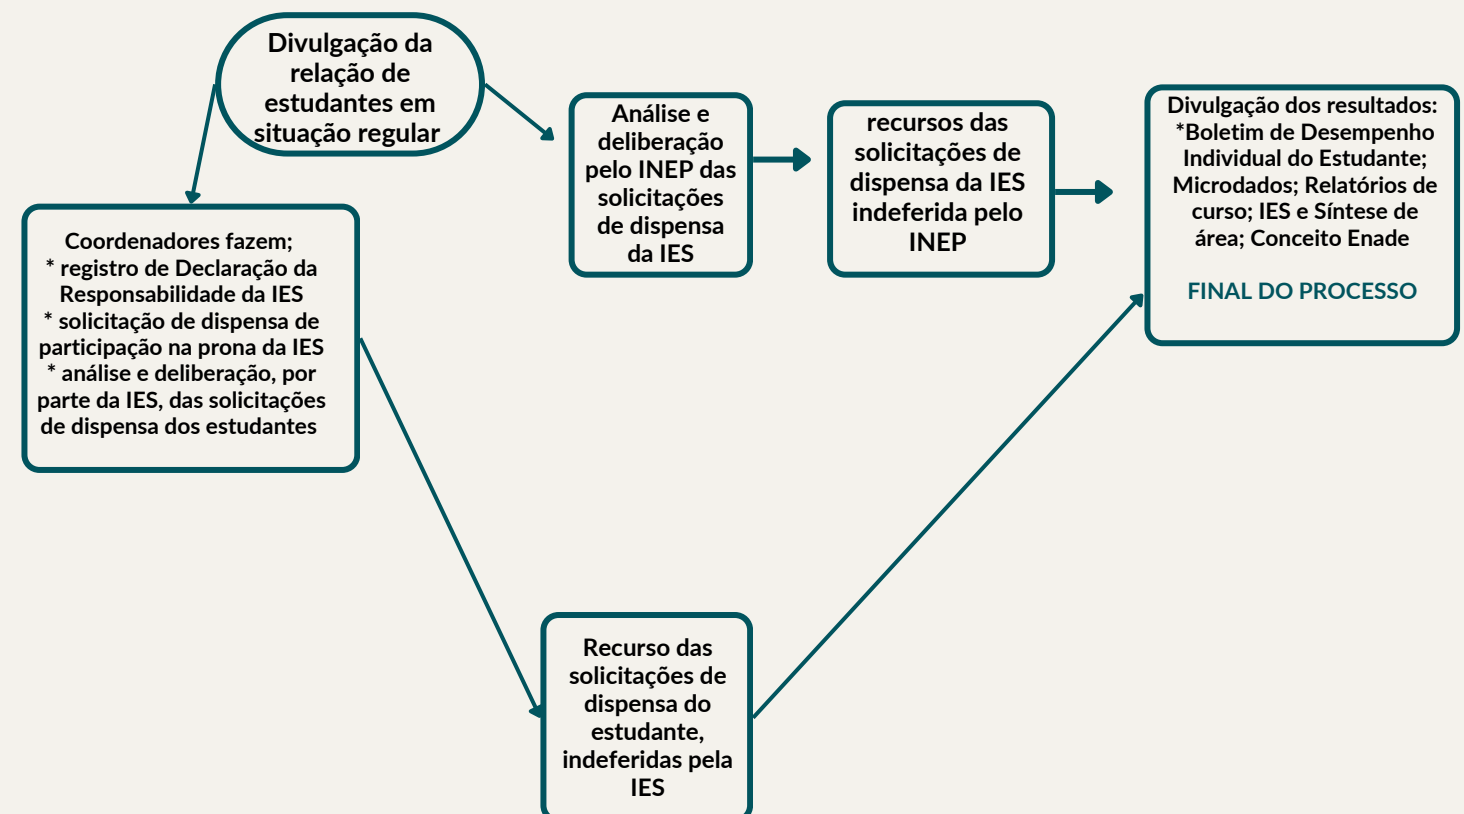 Divulgação da
relação de
estudantes em
situação regular
Análise e
deliberação
pelo INEP das
solicitações
de dispensa
da IES
recursos das
solicitações de
dispensa da IES
indeferida pelo
INEP
Divulgação dos resultados:
*Boletim de Desempenho
Individual do Estudante;
Microdados; Relatórios de
curso; IES e Síntese de
área; Conceito Enade
FINAL DO PROCESSO
Coordenadores fazem;
* registro de Declaração da
Responsabilidade da IES
* solicitação de dispensa de
participação na prona da IES
* análise e deliberação, por
parte da IES, das solicitações
de dispensa dos estudantes
Recurso das
solicitações de
dispensa do
estudante,
indeferidas pela
IES